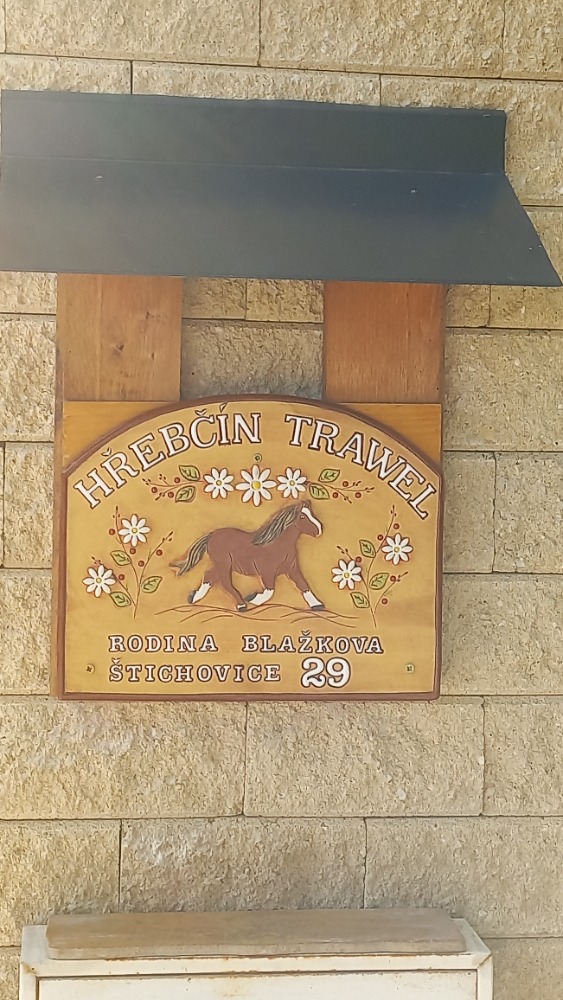 HŘEBČÍN TRAWEL
RODINA BLAŽKOVA
ŠTICHOVICE 29